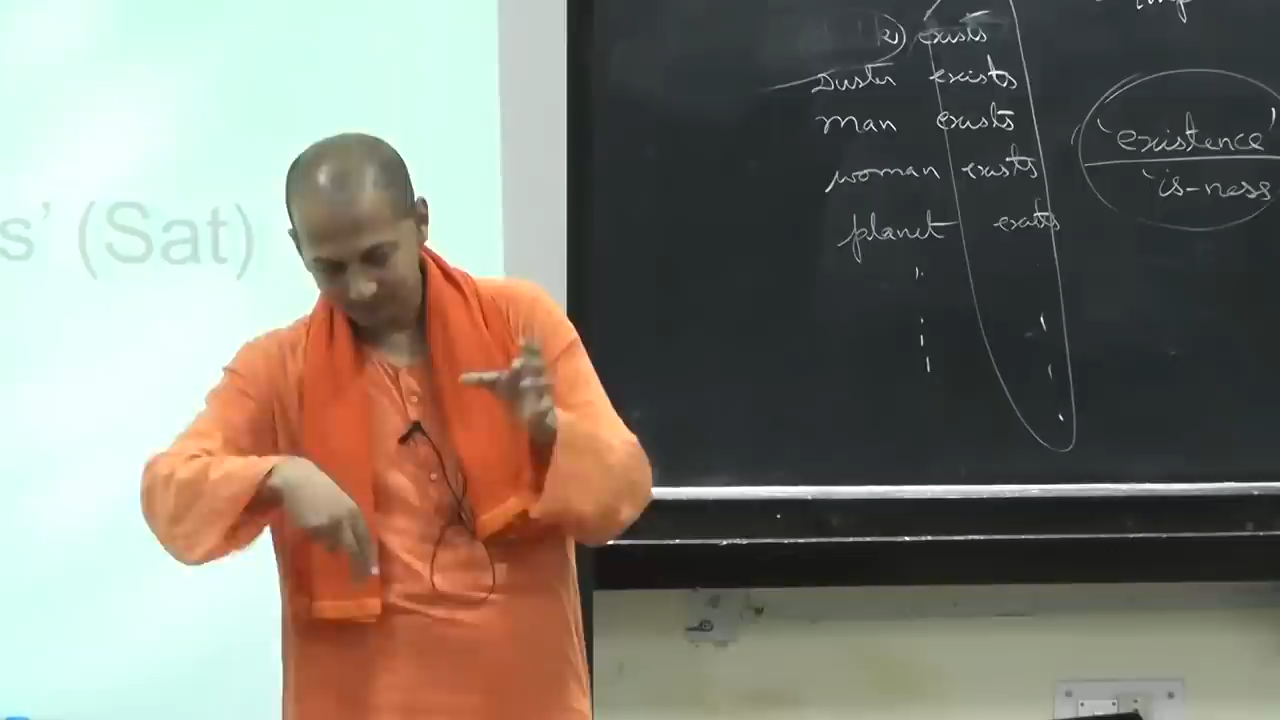 s’ (Sat)
exists
Duster exists
man exists
woman exists
planet exists
'existence'
'is-ness